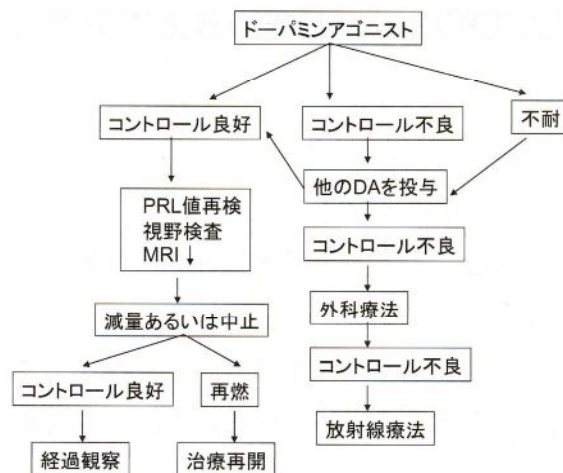 ドーパミンアゴニスト
コントロール良好
コントロール不良
不耐
他のDAを投与
PRL値再検
視野検査
MRI
コントロール不良
減量あるいは中止
外科療法
コントロール良好
再燃
コントロール不良
経過観察
治療再開
放射線療法